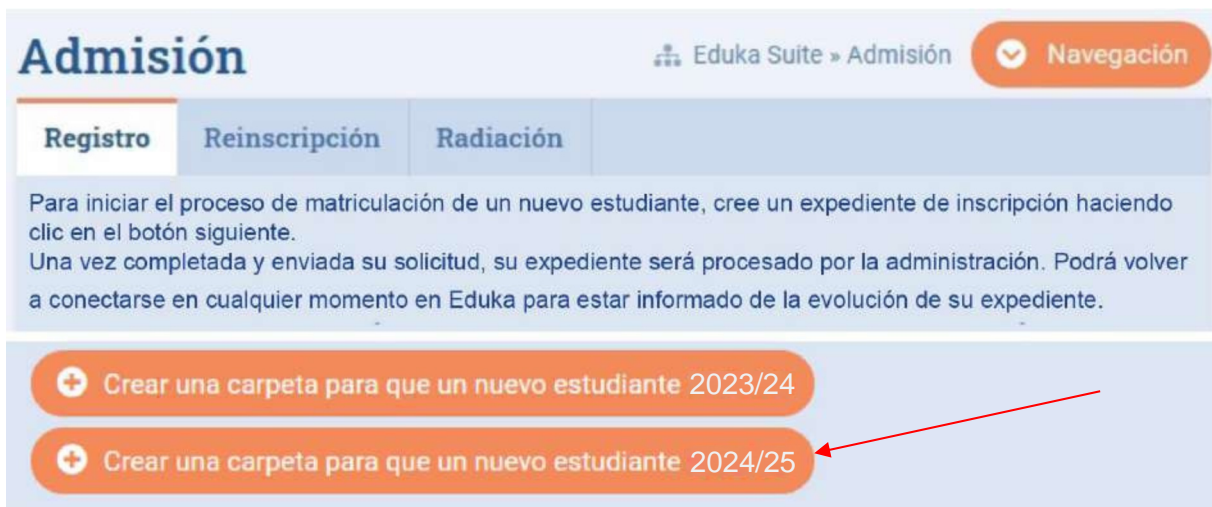 Admisión
Eduka Suite » Admisión
Navegación
Registro
Reinscripción
Radiación
Para iniciar el proceso de matriculación de un nuevo estudiante, cree un expediente de inscripción haciendo
clic en el botón siguiente.
Una vez completada y enviada su solicitud, su expediente será procesado por la administración. Podrá volver
a conectarse en cualquier momento en Eduka para estar informado de la evolución de su expediente.
Crear una carpeta para que un nuevo estudiante 2023/24
Crear una carpeta para que un nuevo estudiante 2024/25